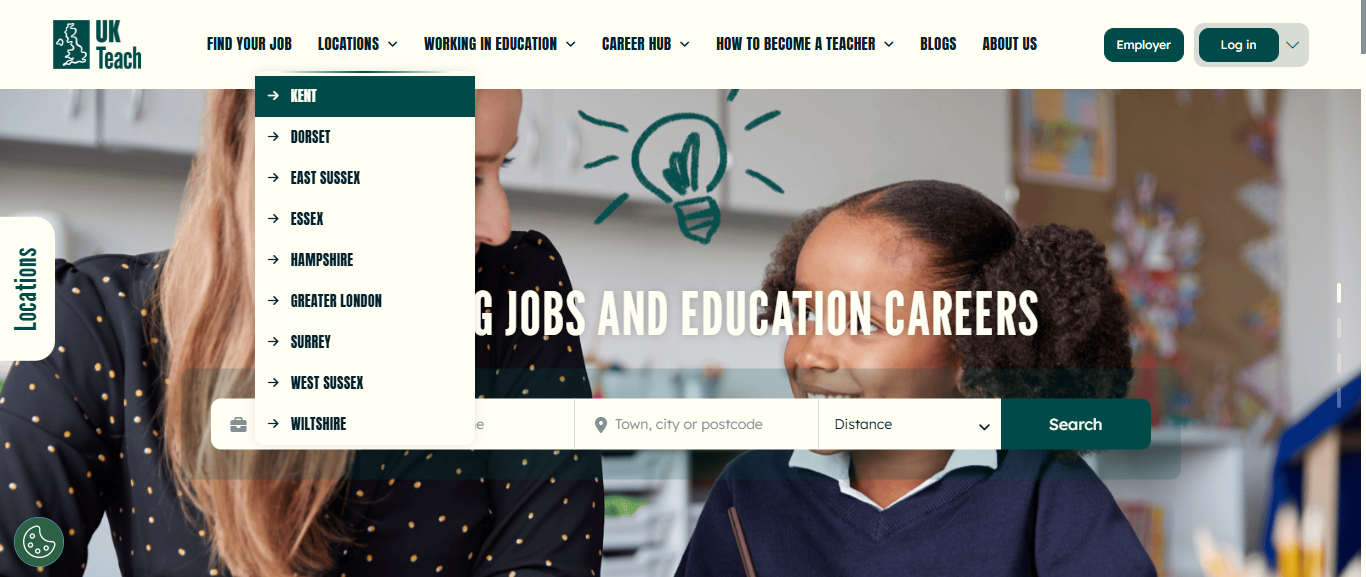 UK
Teach
FIND YOUR JOB
LOCATIONS
WORKING IN EDUCATION
CAREER HUB
HOW TO BECOME A TEACHER
BLOGS
ABOUT US
Employer
Log in
KENT
DORSET
EAST SUSSEX
ESSEX
HAMPSHIRE
GREATER LONDON
SURREY
WEST SUSSEX
WILTSHIRE
Locations
JOBS AND EDUCATION CAREERS
Town, city or postcode
Distance
Search